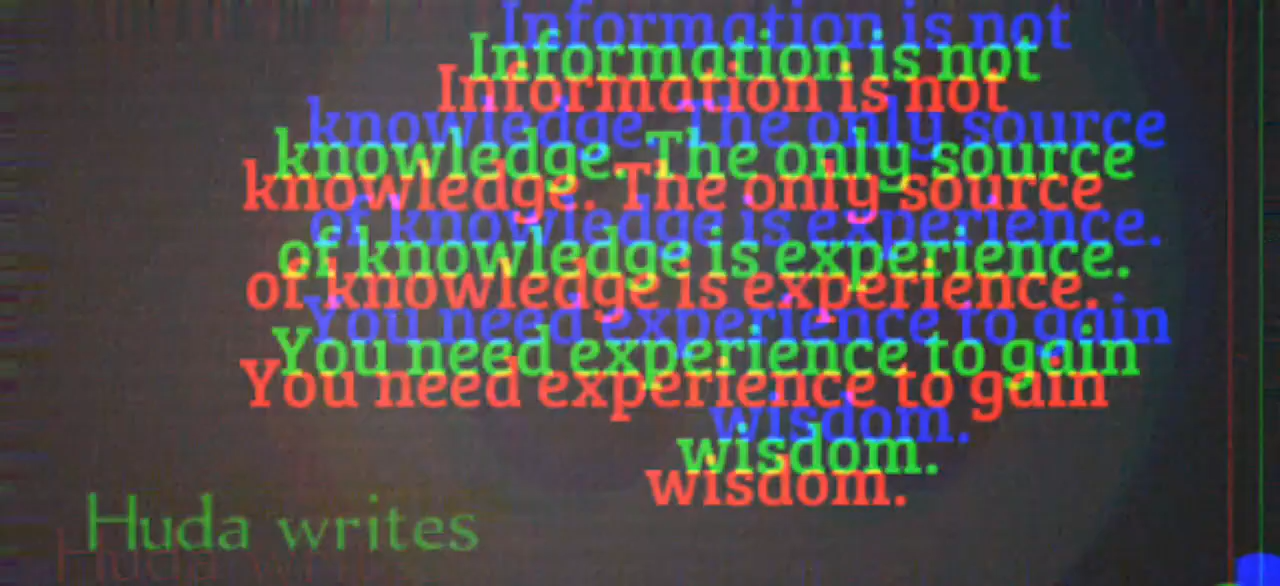 Information is not
knowledge. The only source
of knowledge is experience.
You need experience to gain
wisdom.
Huda writes